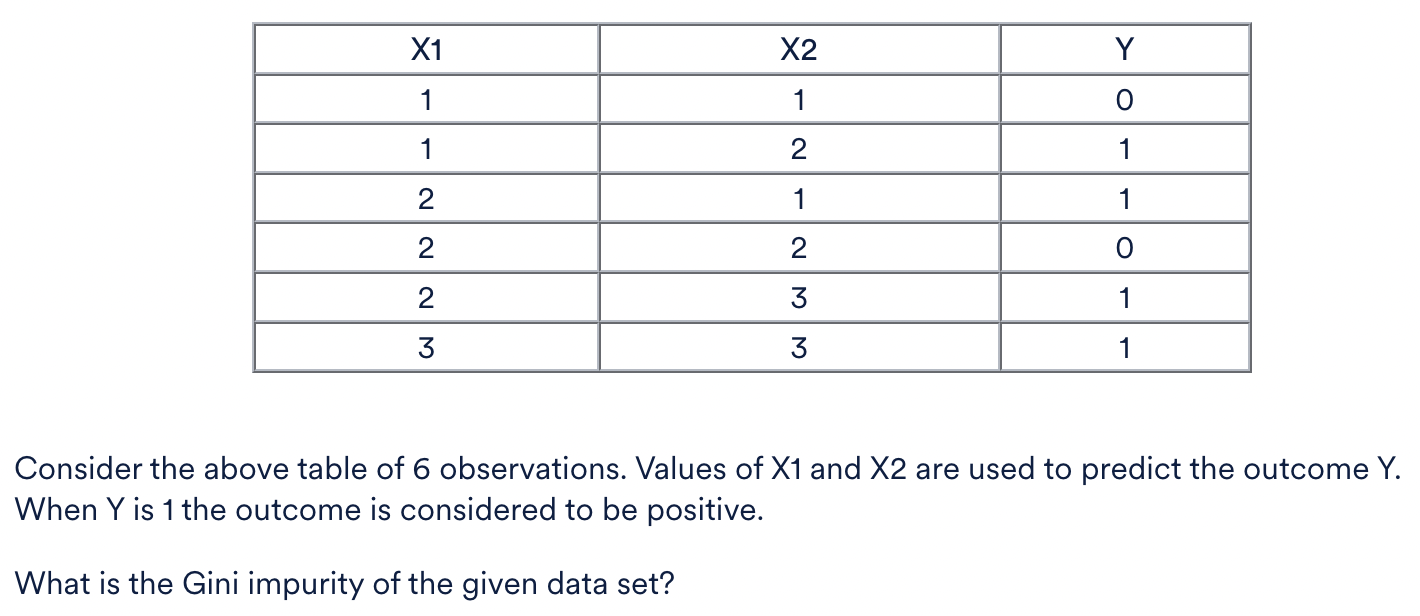 X1 X2 Y
1 1 0
1 2 1
2 1 1
2 2 0
2 3 1
3 3 1
Consider the above table of 6 observations. Values of X1 and X2 are used to predict the outcome Y.
When Y is 1 the outcome is considered to be positive.
What is the Gini impurity of the given data set?